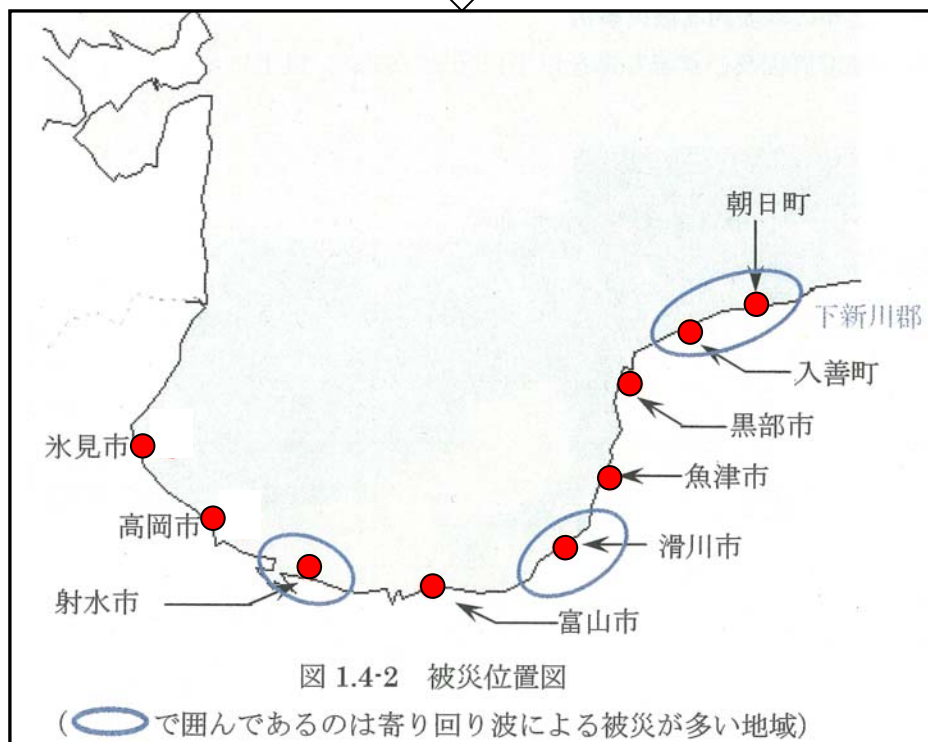 朝日町
下新川郡
入善町
黒部市
氷見市
魚津市
高岡市
滑川市
射水市
富山市
図 1.4-2 被災位置図
(で囲んであるのは寄り回り波による被災が多い地域)